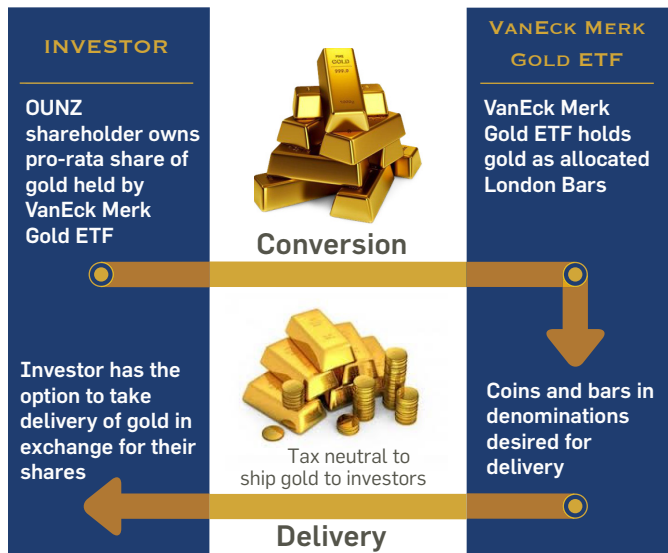 INVESTOR
OUNZ
shareholder owns
pro-rata share of
gold held by
VanEck Merk
Gold ETF
VANECK MERK
GOLD ETF
VanEck Merk
Gold ETF holds
gold as allocated
London Bars
Conversion
Investor has the
option to take
delivery of gold in
exchange for their
shares
Tax neutral to
ship gold to investors
Coins and bars in
denominations
desired for
delivery
Delivery